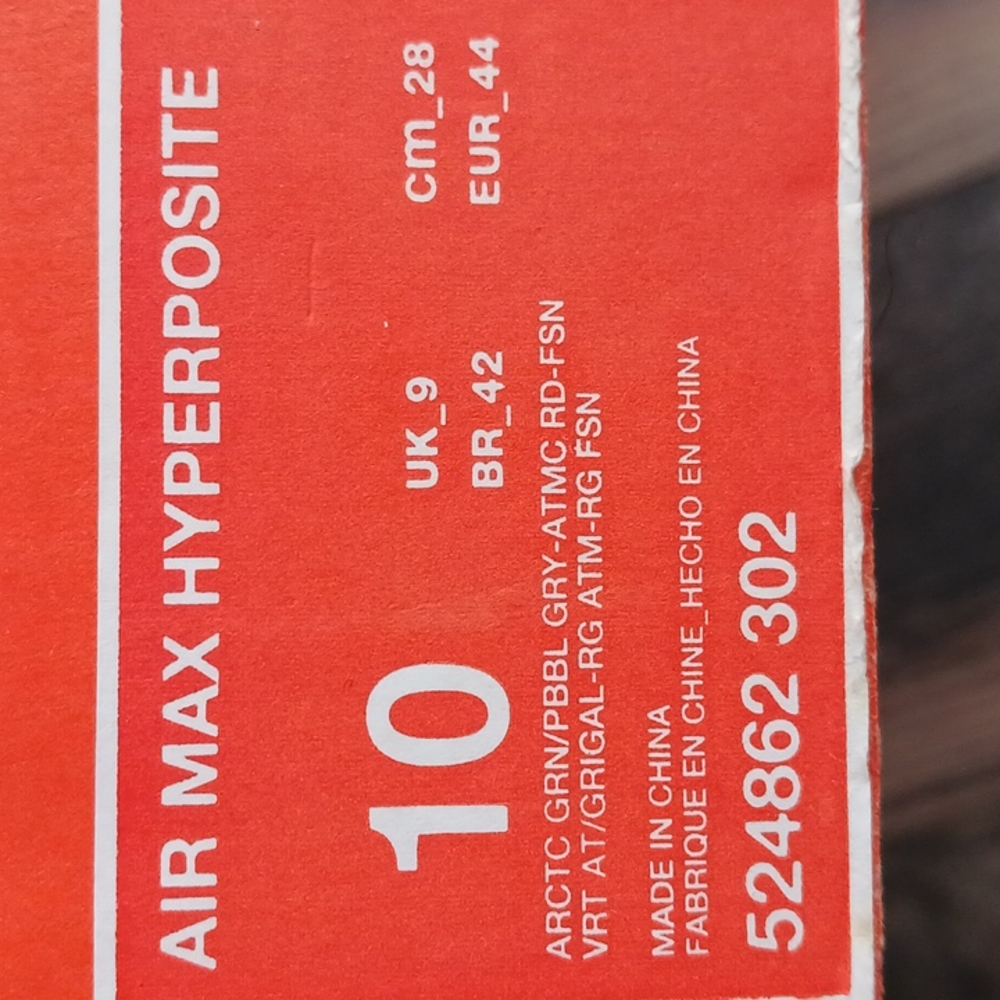 AIR MAX HYPERPOSITE
10
UK_9 Cm_28
BR_42 EUR_44
ARCTC GRN/PBBL GRY-ATMC RD-FSN
VRT AT/GRIGAL-RG ATM-RG FSN
MADE IN CHINA
FABRIQUE EN CHINE_HECHO EN CHINA
524862 302